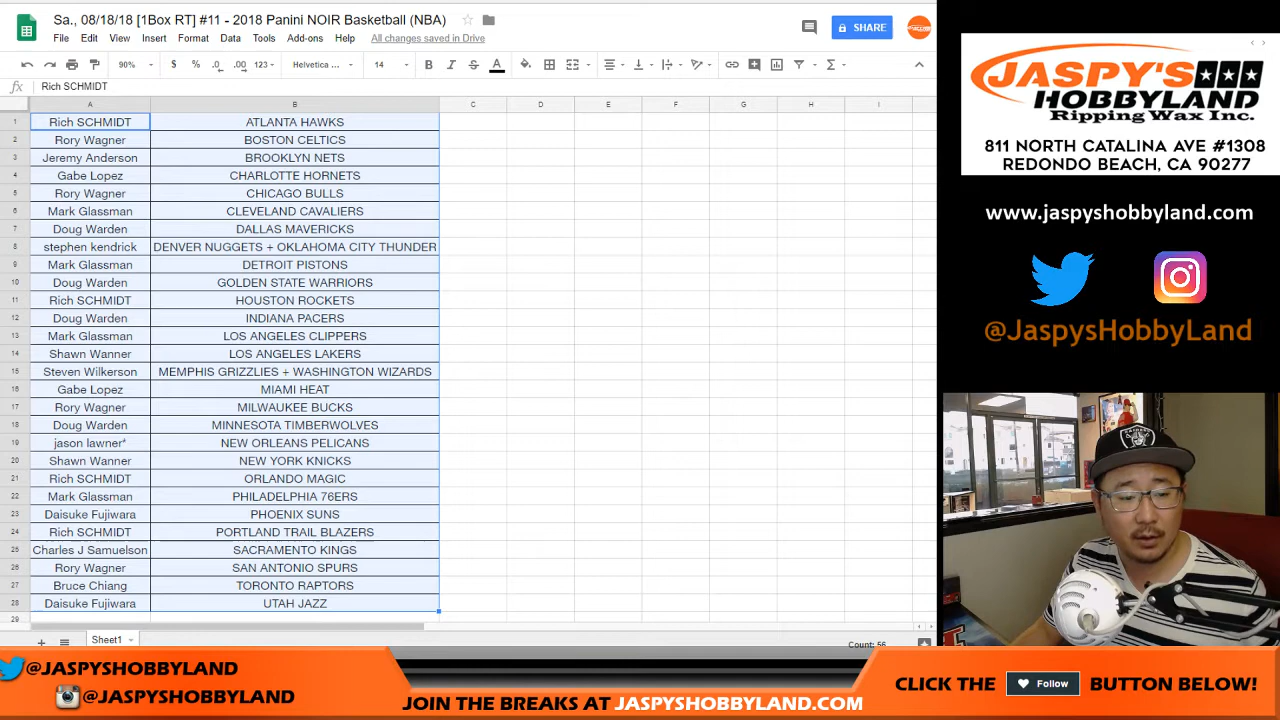 Sa., 08/18/18 [1Box RT] #11 - 2018 Panini NOIR Basketball (NBA)
File Edit View Insert Format Data Tools Add-ons Help All changes saved in Drive
SHARE
90% $ % .0 .00 123 Helvetica ... 14 B I S A
fx Rich SCHMIDT
A B C D E F G H I
1 Rich SCHMIDT ATLANTA HAWKS
2 Rory Wagner BOSTON CELTICS
3 Jeremy Anderson BROOKLYN NETS
4 Gabe Lopez CHARLOTTE HORNETS
5 Rory Wagner CHICAGO BULLS
6 Mark Glassman CLEVELAND CAVALIERS
7 Doug Warden DALLAS MAVERICKS
8 stephen kendrick DENVER NUGGETS + OKLAHOMA CITY THUNDER
9 Mark Glassman DETROIT PISTONS
10 Doug Warden GOLDEN STATE WARRIORS
11 Rich SCHMIDT HOUSTON ROCKETS
12 Doug Warden INDIANA PACERS
13 Mark Glassman LOS ANGELES CLIPPERS
14 Shawn Wanner LOS ANGELES LAKERS
15 Steven Wilkerson MEMPHIS GRIZZLIES + WASHINGTON WIZARDS
16 Gabe Lopez MIAMI HEAT
17 Rory Wagner MILWAUKEE BUCKS
18 Doug Warden MINNESOTA TIMBERWOLVES
19 jason lawner* NEW ORLEANS PELICANS
20 Shawn Wanner NEW YORK KNICKS
21 Rich SCHMIDT ORLANDO MAGIC
22 Mark Glassman PHILADELPHIA 76ERS
23 Daisuke Fujiwara PHOENIX SUNS
24 Rich SCHMIDT PORTLAND TRAIL BLAZERS
25 Charles J Samuelson SACRAMENTO KINGS
26 Rory Wagner SAN ANTONIO SPURS
27 Bruce Chiang TORONTO RAPTORS
28 Daisuke Fujiwara UTAH JAZZ
29
Sheet1
Count: 56
JASPY'S
HOBBYLAND
Ripping Wax Inc.
811 NORTH CATALINA AVE #1308
REDONDO BEACH, CA 90277
www.jaspyshobbyland.com
@JaspysHobbyLand
@JASPYSHOBBYLAND
@JASPYSHOBBYLAND
JOIN THE BREAKS AT JASPYSHOBBYLAND.COM
CLICK THE Follow BUTTON BELOW!